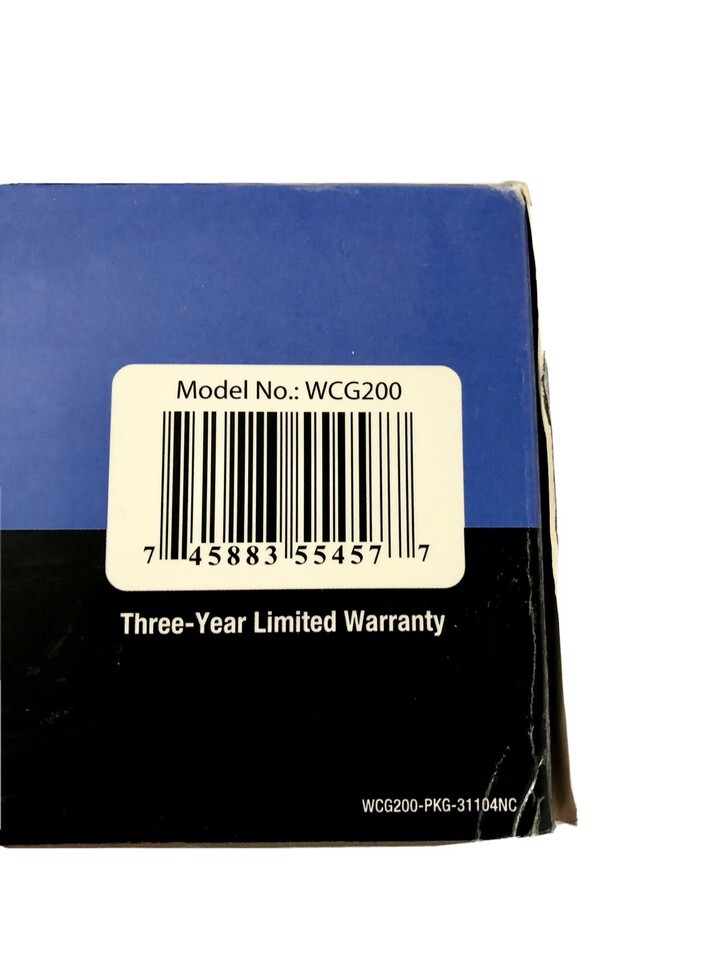 Model No.: WCG200
7 45883 55457 7
Three-Year Limited Warranty
WCG200-PKG-31104NC